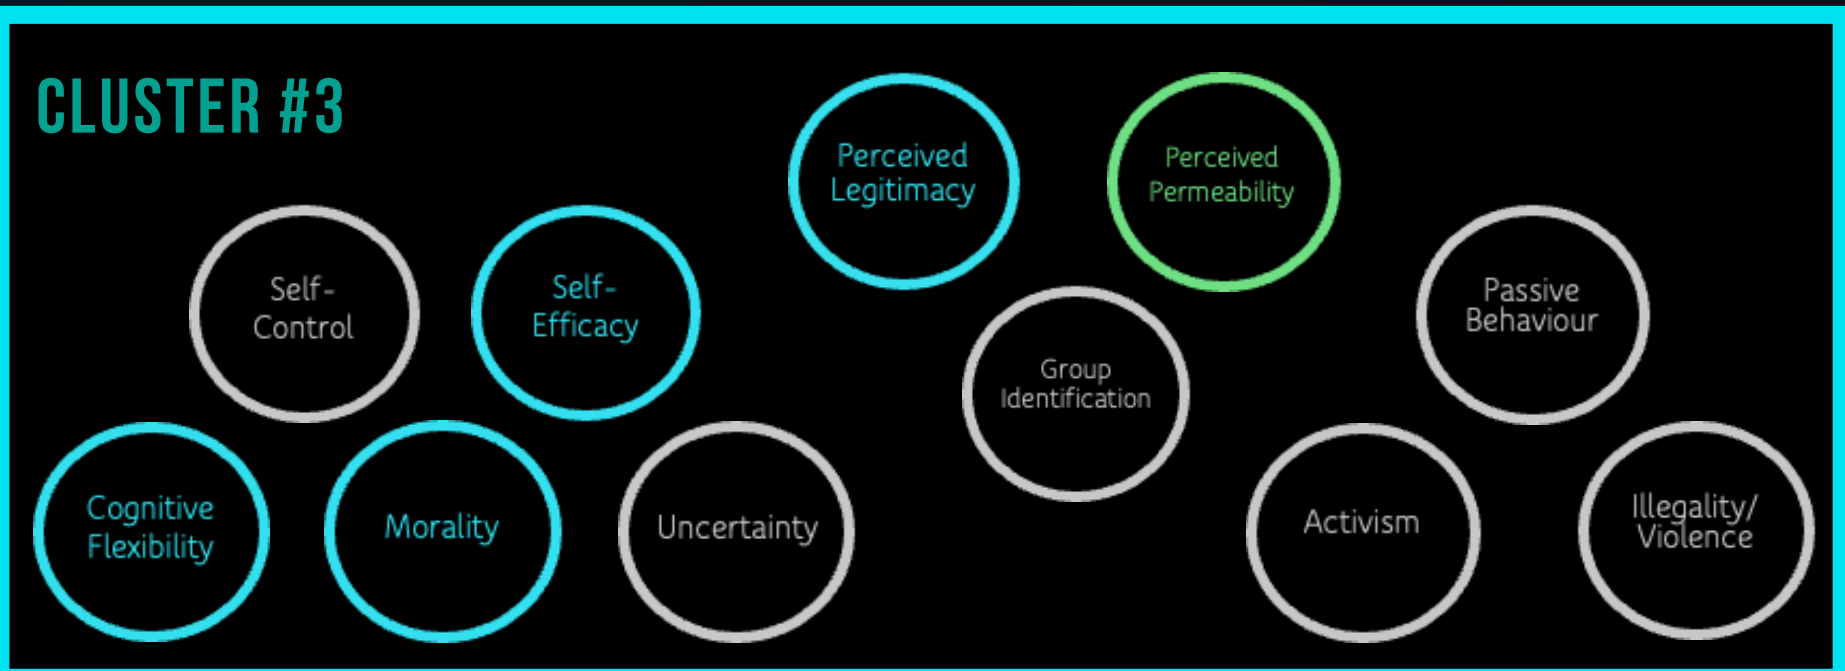 CLUSTER #3
Perceived
Legitimacy
Perceived
Permeability
Self-
Control
Self-
Efficacy
Passive
Behaviour
Group
Identification
Cognitive
Flexibility
Morality
Uncertainty
Activism
Illegality/
Violence